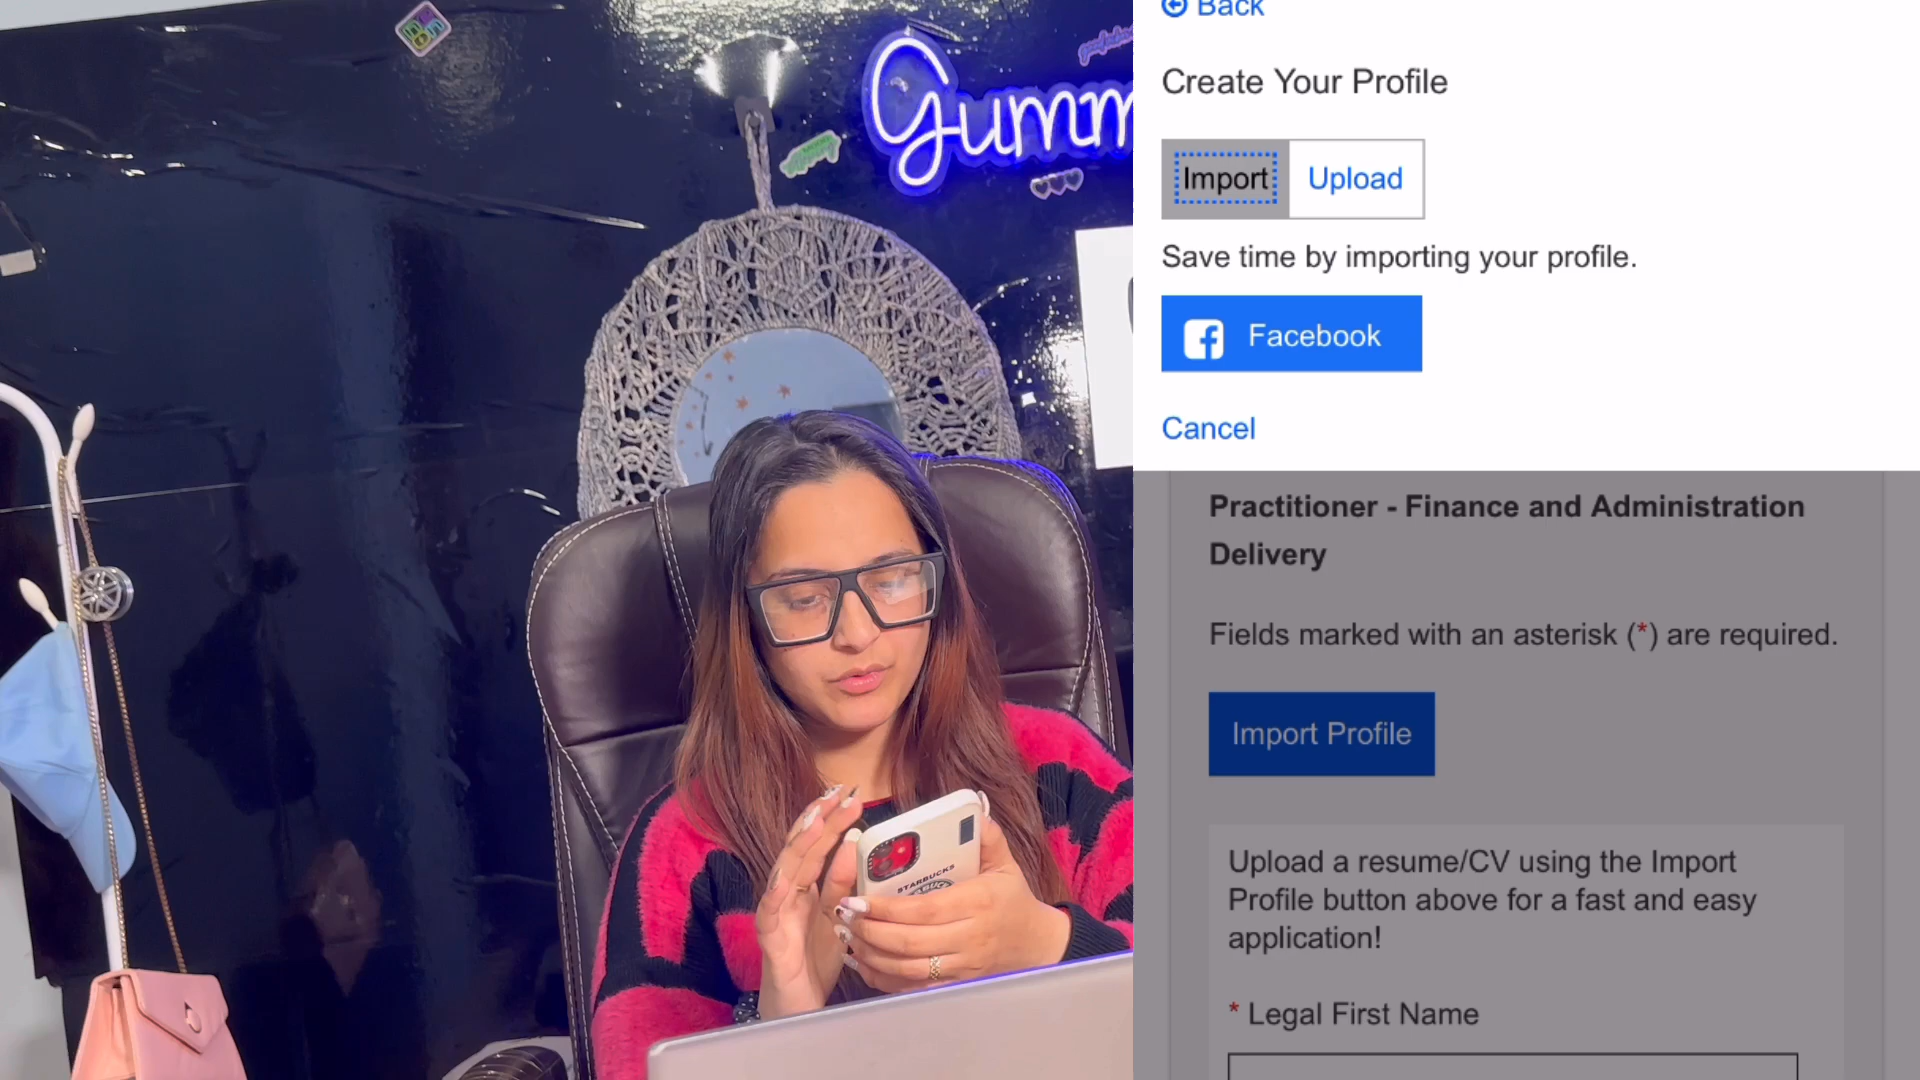 Gumm
STARBUCKS
Back
Create Your Profile
Import
Upload
Save time by importing your profile.
Facebook
Cancel
Practitioner - Finance and Administration
Delivery
Fields marked with an asterisk (*) are required.
Import Profile
Upload a resume/CV using the Import
Profile button above for a fast and easy
application!
* Legal First Name